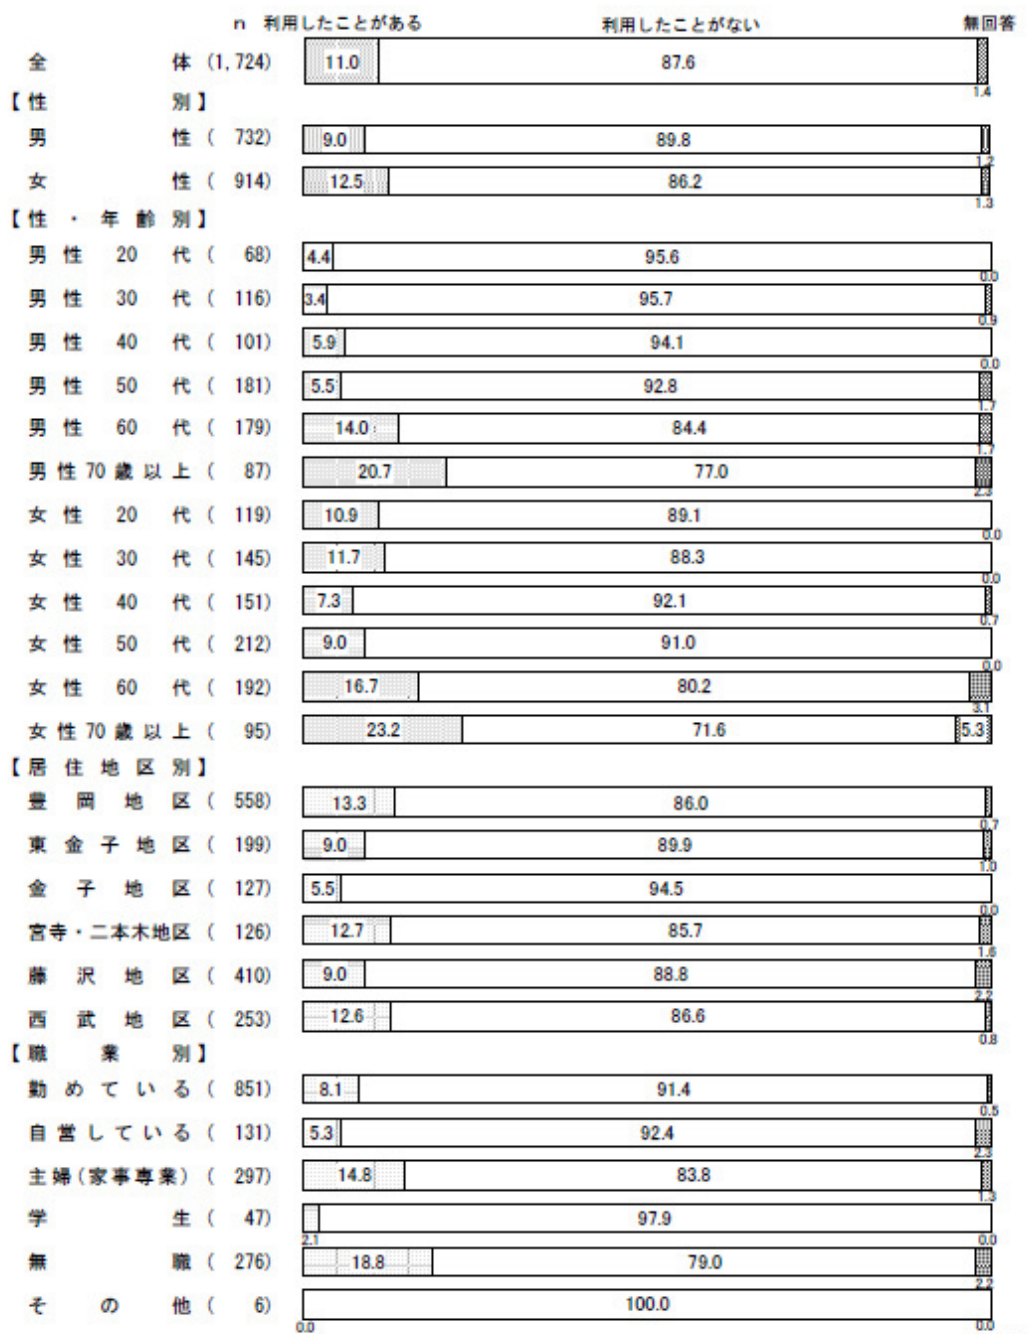 n 利用したことがある 利用したことがない 無回答
全体 (1,724) 11.0 87.6 1.4
【性別】
男性 ( 732) 9.0 89.8 1.2
女性 ( 914) 12.5 86.2 1.3
【性・年齢別】
男性 20 代 ( 68) 4.4 95.6 0.0
男性 30 代 ( 116) 3.4 95.7 0.9
男性 40 代 ( 101) 5.9 94.1 0.0
男性 50 代 ( 181) 5.5 92.8 1.7
男性 60 代 ( 179) 14.0 84.4 1.7
男性70歳以上 ( 87) 20.7 77.0 2.3
女性 20 代 ( 119) 10.9 89.1 0.0
女性 30 代 ( 145) 11.7 88.3 0.0
女性 40 代 ( 151) 7.3 92.1 0.7
女性 50 代 ( 212) 9.0 91.0 0.0
女性 60 代 ( 192) 16.7 80.2 3.1
女性70歳以上 ( 95) 23.2 71.6 5.3
【居住地区別】
豊岡地区 ( 558) 13.3 86.0 0.7
東金子地区 ( 199) 9.0 89.9 1.0
金子地区 ( 127) 5.5 94.5 0.0
宮寺・二本木地区 ( 126) 12.7 85.7 1.6
藤沢地区 ( 410) 9.0 88.8 2.2
西武地区 ( 253) 12.6 86.6 0.8
【職業別】
勤めている ( 851) 8.1 91.4 0.5
自営している ( 131) 5.3 92.4 2.3
主婦(家事専業) ( 297) 14.8 83.8 1.3
学生 ( 47) 2.1 97.9 0.0
無職 ( 276) 18.8 79.0 2.2
その他 ( 6) 0.0 100.0 0.0